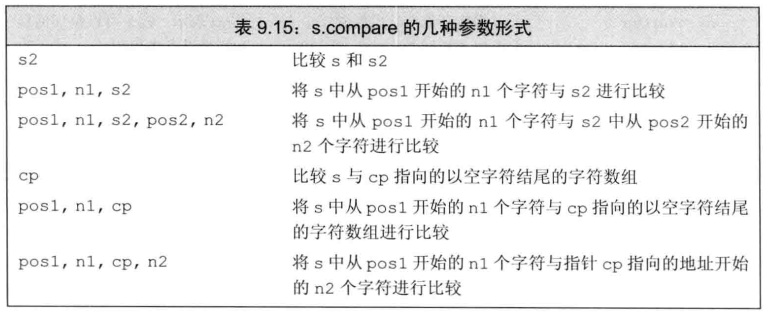 表 9.15：s.compare 的几种参数形式
s2 比较 s 和 s2
pos1, n1, s2 将 s 中从 pos1 开始的 n1 个字符与 s2 进行比较
pos1, n1, s2, pos2, n2 将 s 中从 pos1 开始的 n1 个字符与 s2 中从 pos2 开始的
n2 个字符进行比较
cp 比较 s 与 cp 指向的以空字符结尾的字符数组
pos1, n1, cp 将 s 中从 pos1 开始的 n1 个字符与 cp 指向的以空字符结尾
的字符数组进行比较
pos1, n1, cp, n2 将 s 中从 pos1 开始的 n1 个字符与指针 cp 指向的地址开始
的 n2 个字符进行比较